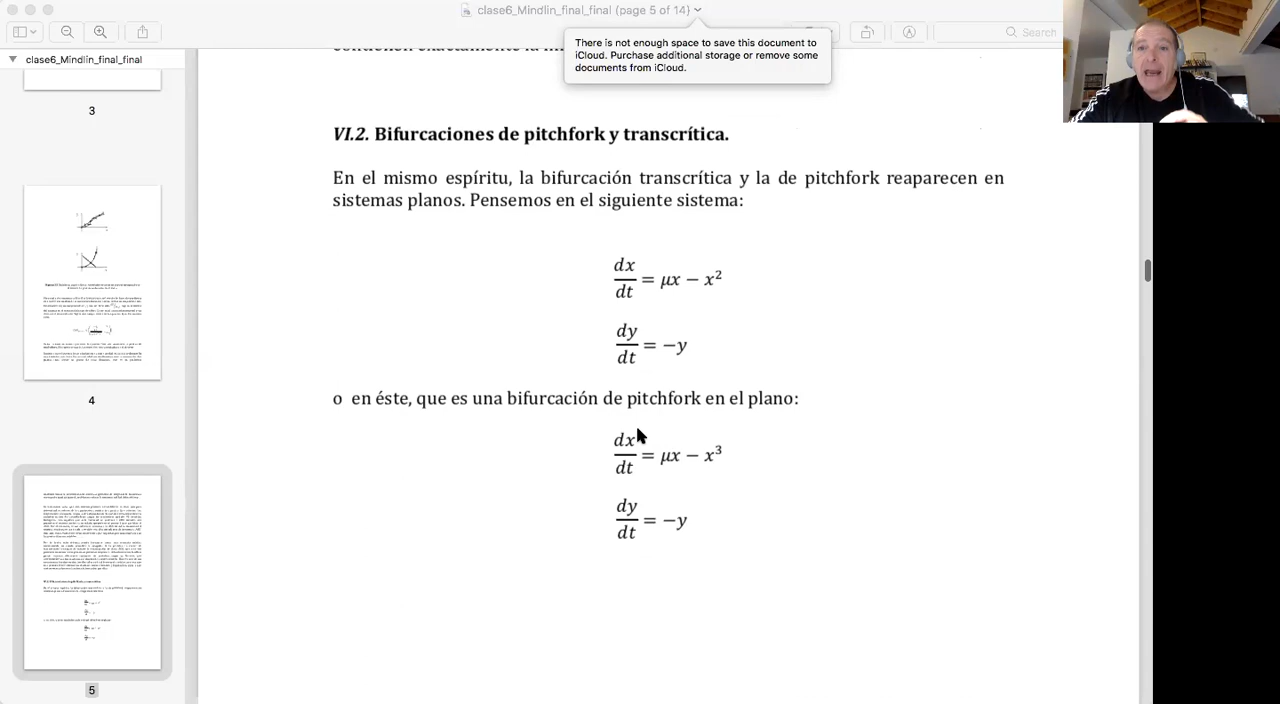 clase6_Mindlin_final_final (page 5 of 14)
Search
There is not enough space to save this document to
iCloud. Purchase additional storage or remove some
documents from iCloud.
clase6_Mindlin_final_final
3
4
5
VI.2. Bifurcaciones de pitchfork y transcrítica.
En el mismo espíritu, la bifurcación transcrítica y la de pitchfork reaparecen en
sistemas planos. Pensemos en el siguiente sistema:
dx/dt = μx − x²
dy/dt = −y
o en éste, que es una bifurcación de pitchfork en el plano:
dx/dt = μx − x³
dy/dt = −y